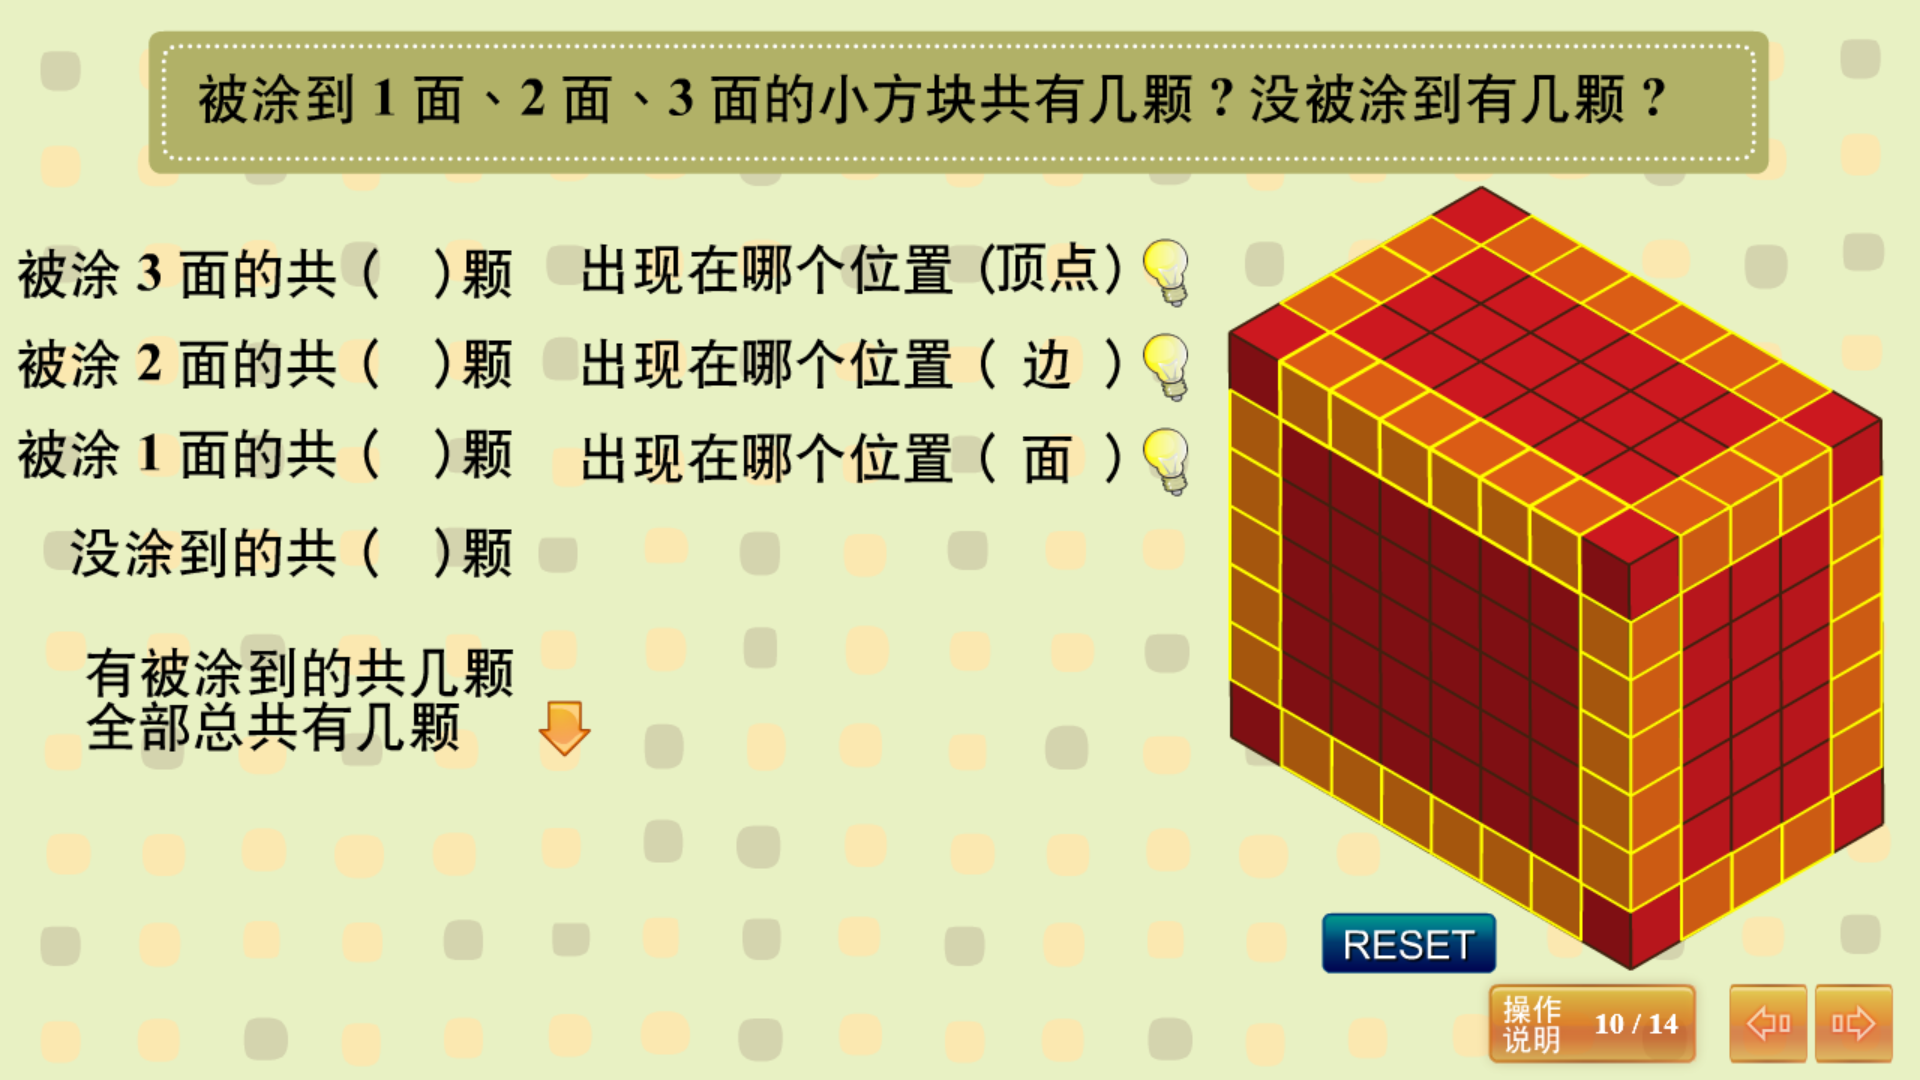 被涂到 1 面、2 面、3 面的小方块共有几颗？没被涂到有几颗？
被涂 3 面的共（ ）颗 出现在哪个位置（顶点）
被涂 2 面的共（ ）颗 出现在哪个位置（ 边 ）
被涂 1 面的共（ ）颗 出现在哪个位置（ 面 ）
没涂到的共（ ）颗
有被涂到的共几颗
全部总共有几颗
RESET
操作
说明
10 / 14